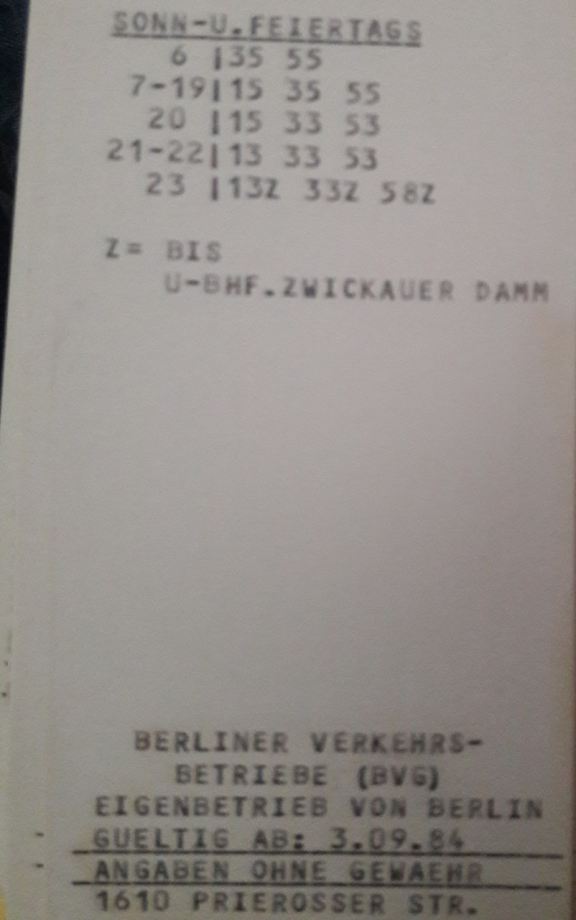 SONN-U.FEIERTAGS
6 |35 55
7-19|15 35 55
20 |15 33 53
21-22|13 33 53
23 |13Z 33Z 58Z
Z= BIS
U-BHF.ZWICKAUER DAMM
BERLINER VERKEHRS-
BETRIEBE (BVG)
EIGENBETRIEB VON BERLIN
GUELTIG AB: 3.09.84
ANGABEN OHNE GEWAEHR
1610 PRIEROSSER STR.